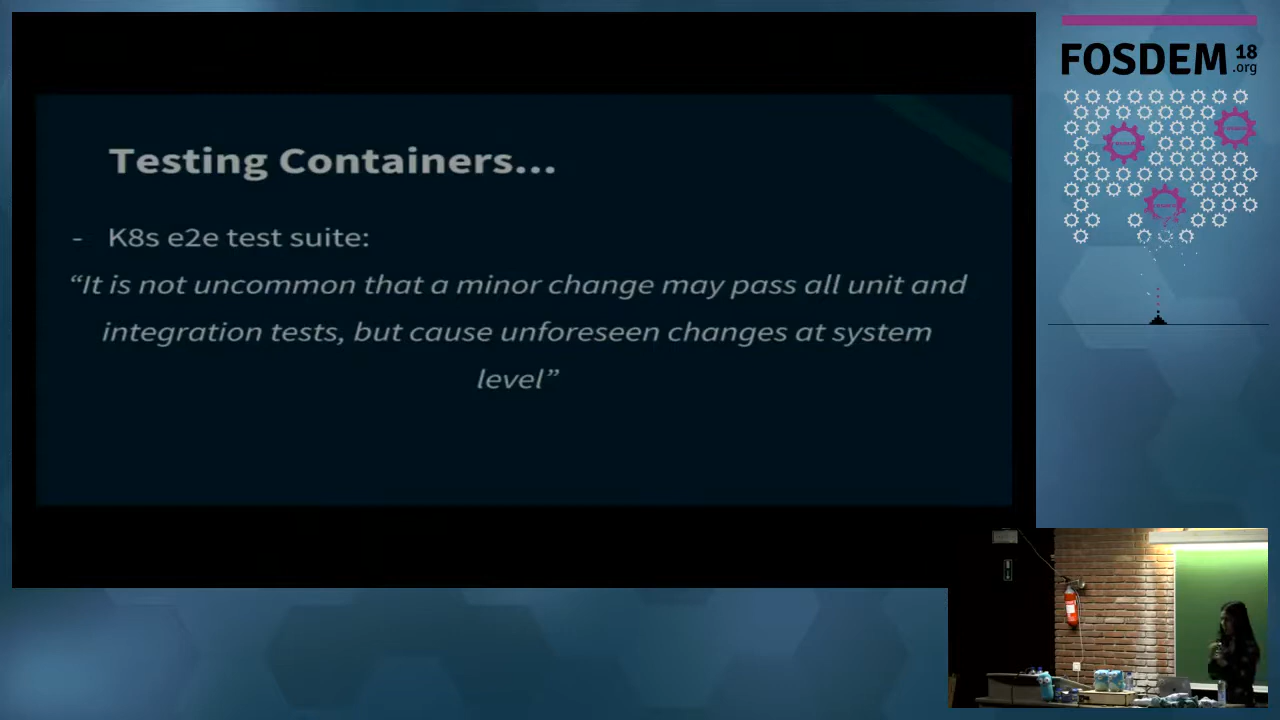 Testing Containers...
- K8s e2e test suite:
“It is not uncommon that a minor change may pass all unit and
integration tests, but cause unforeseen changes at system
level”
FOSDEM 18
.org